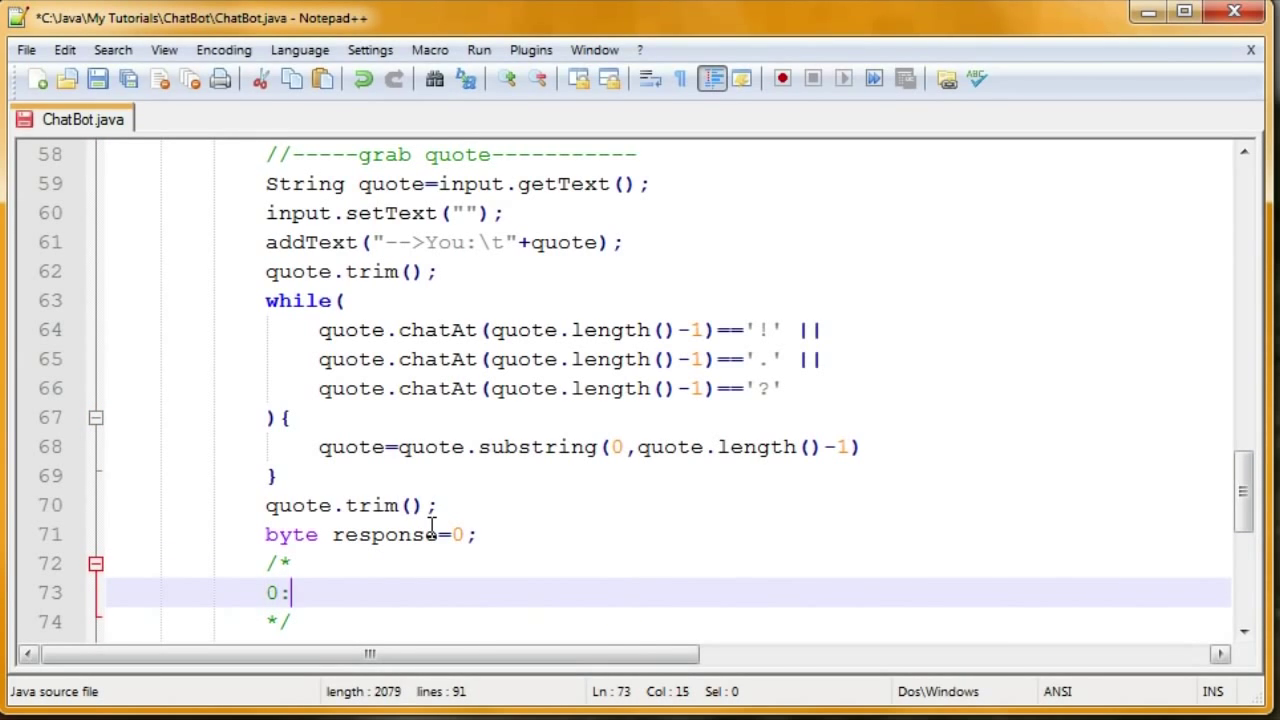 *C:\Java\My Tutorials\ChatBot\ChatBot.java - Notepad++
File Edit Search View Encoding Language Settings Macro Run Plugins Window ? X
ABC
ChatBot.java
58 //-----grab quote-----------
59 String quote=input.getText();
60 input.setText("");
61 addText("-->You:\t"+quote);
62 quote.trim();
63 while(
64 quote.chatAt(quote.length()-1)=='!' ||
65 quote.chatAt(quote.length()-1)=='.' ||
66 quote.chatAt(quote.length()-1)=='?'
67 ){
68 quote=quote.substring(0,quote.length()-1)
69 }
70 quote.trim();
71 byte response=0;
72 /*
73 0:
74 */
Java source file length : 2079 lines : 91 Ln : 73 Col : 15 Sel : 0 Dos\Windows ANSI INS